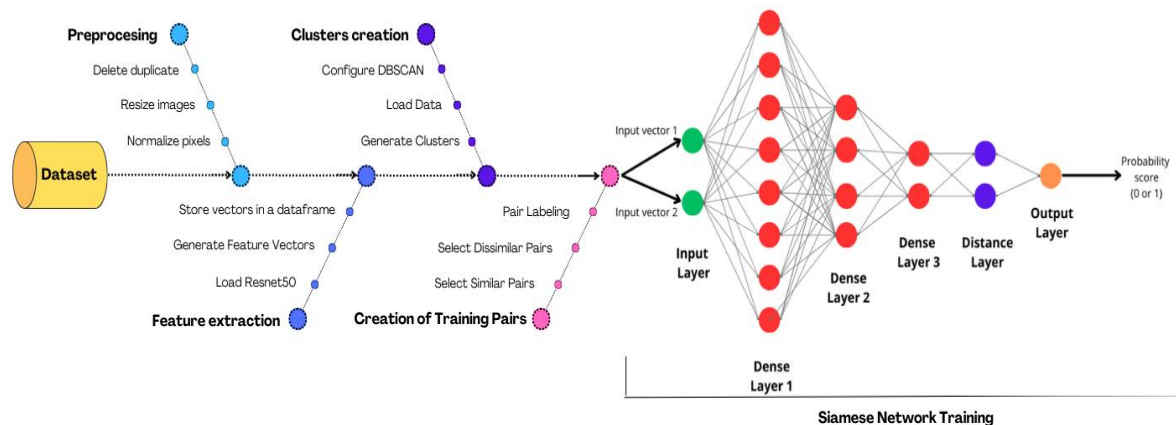 Preprocesing
Delete duplicate
Resize images
Normalize pixels
Dataset
Clusters creation
Configure DBSCAN
Load Data
Generate Clusters
Store vectors in a dataframe
Generate Feature Vectors
Load Resnet50
Feature extraction
Pair Labeling
Select Dissimilar Pairs
Select Similar Pairs
Creation of Training Pairs
Input vector 1
Input vector 2
Input
Layer
Dense
Layer 1
Dense
Layer 2
Dense
Layer 3
Distance
Layer
Output
Layer
Probability
score
(0 or 1)
Siamese Network Training